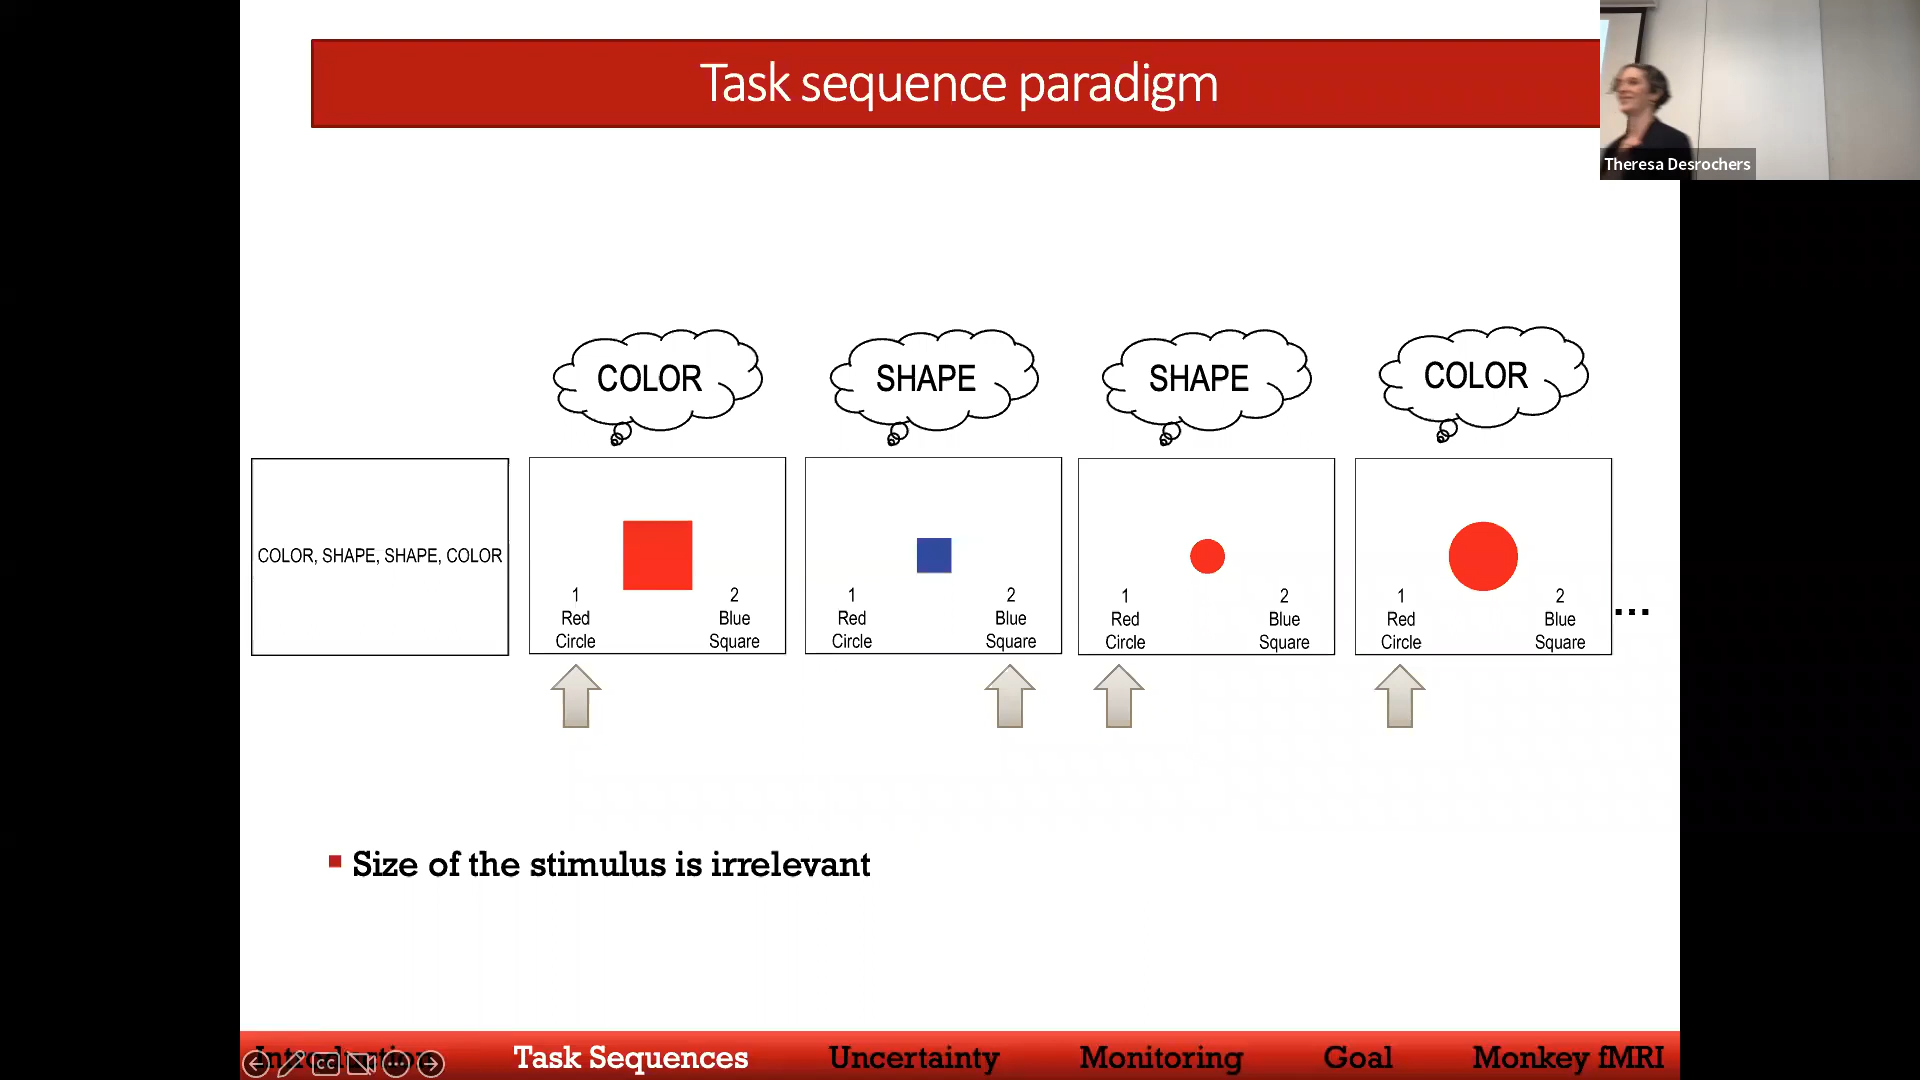 Task sequence paradigm
Theresa Desrochers
COLOR
SHAPE
SHAPE
COLOR
COLOR, SHAPE, SHAPE, COLOR
1
Red
Circle
2
Blue
Square
1
Red
Circle
2
Blue
Square
1
Red
Circle
2
Blue
Square
1
Red
Circle
2
Blue
Square
...
Size of the stimulus is irrelevant
Introduction
Task Sequences
Uncertainty
Monitoring
Goal
Monkey fMRI
CC